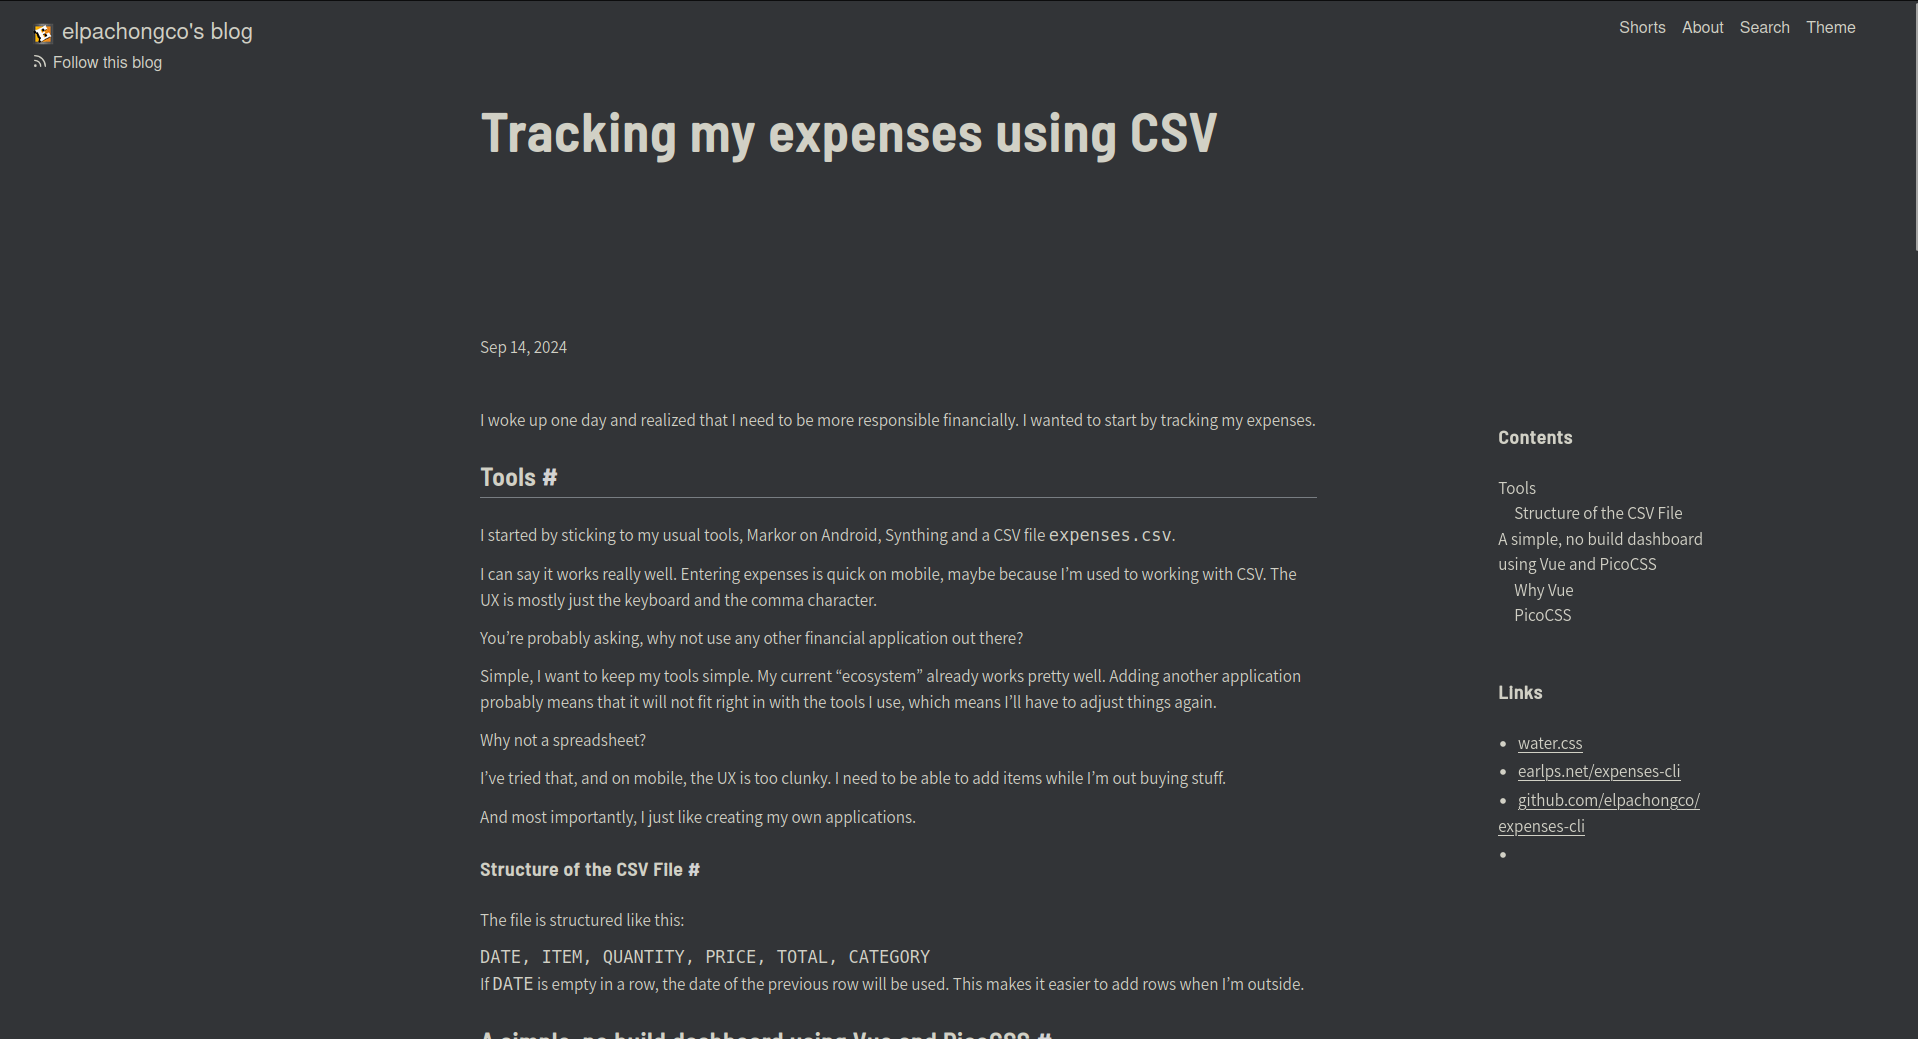 elpachongco's blog
Follow this blog
Shorts About Search Theme
Tracking my expenses using CSV
Sep 14, 2024
I woke up one day and realized that I need to be more responsible financially. I wanted to start by tracking my expenses.
Tools #
I started by sticking to my usual tools, Markor on Android, Synthing and a CSV file expenses.csv.
I can say it works really well. Entering expenses is quick on mobile, maybe because I’m used to working with CSV. The
UX is mostly just the keyboard and the comma character.
You’re probably asking, why not use any other financial application out there?
Simple, I want to keep my tools simple. My current “ecosystem” already works pretty well. Adding another application
probably means that it will not fit right in with the tools I use, which means I’ll have to adjust things again.
Why not a spreadsheet?
I’ve tried that, and on mobile, the UX is too clunky. I need to be able to add items while I’m out buying stuff.
And most importantly, I just like creating my own applications.
Structure of the CSV File #
The file is structured like this:
DATE, ITEM, QUANTITY, PRICE, TOTAL, CATEGORY
If DATE is empty in a row, the date of the previous row will be used. This makes it easier to add rows when I’m outside.
A simple, no build dashboard using Vue and PicoCSS #
Contents
Tools
Structure of the CSV File
A simple, no build dashboard
using Vue and PicoCSS
Why Vue
PicoCSS
Links
water.css
earlps.net/expenses-cli
github.com/elpachongco/
expenses-cli